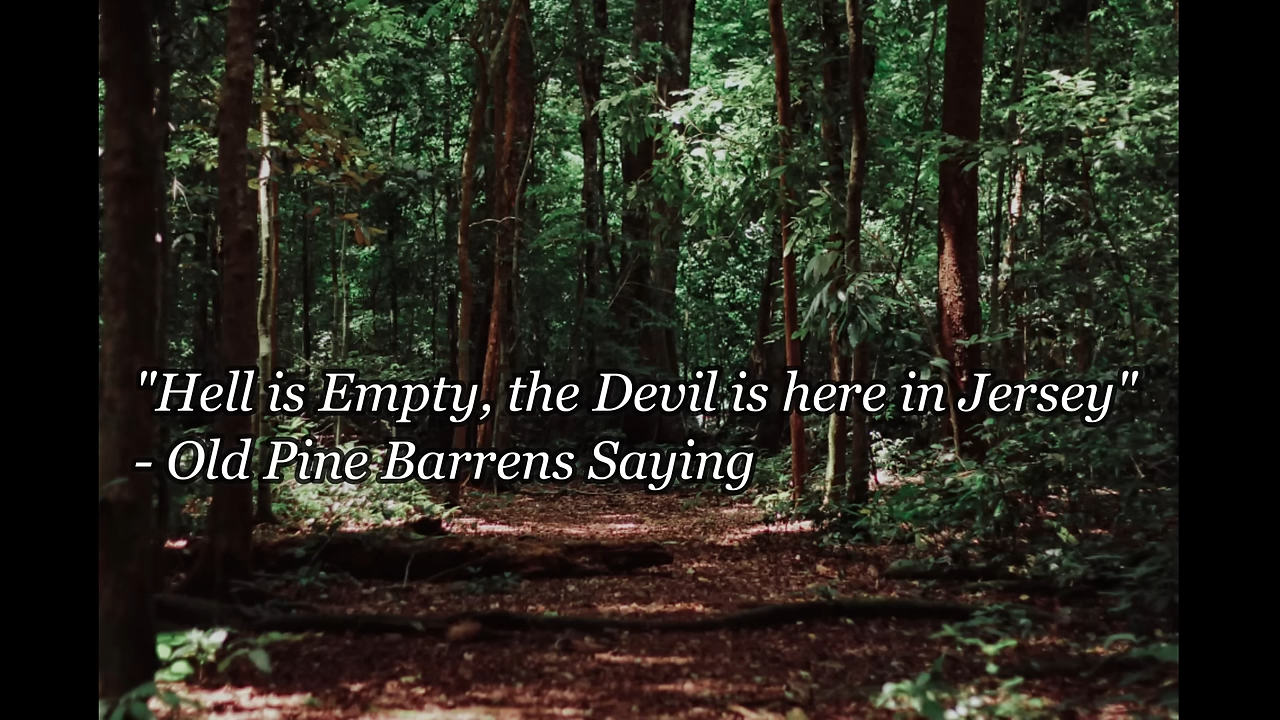 "Hell is Empty, the Devil is here in Jersey"
- Old Pine Barrens Saying